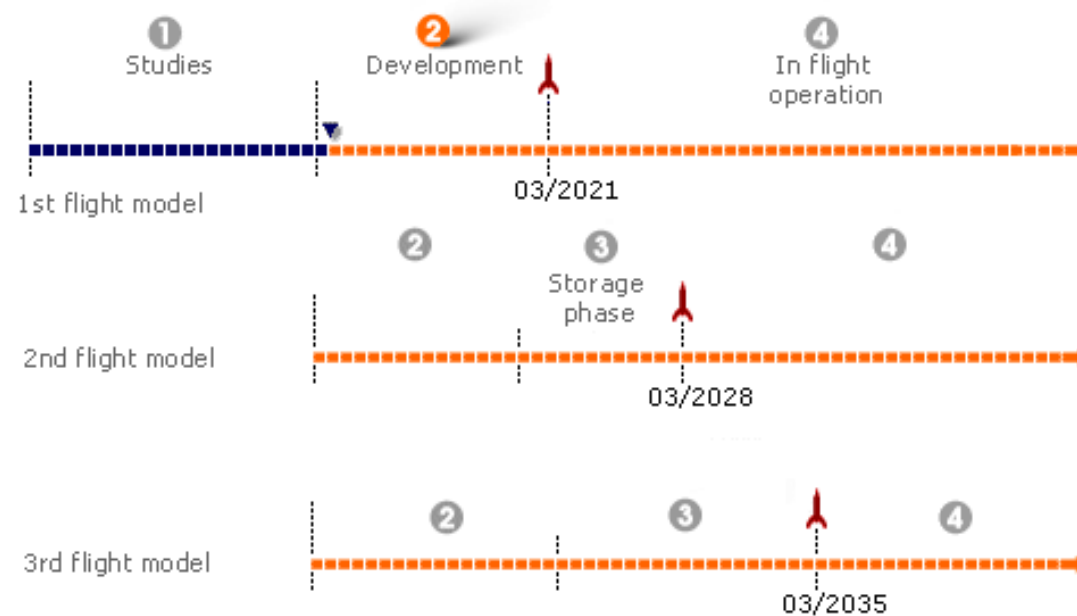 1 2 4
Studies Development In flight
operation
03/2021
1st flight model
2 3 4
Storage
phase
2nd flight model
03/2028
2 3 4
3rd flight model
03/2035